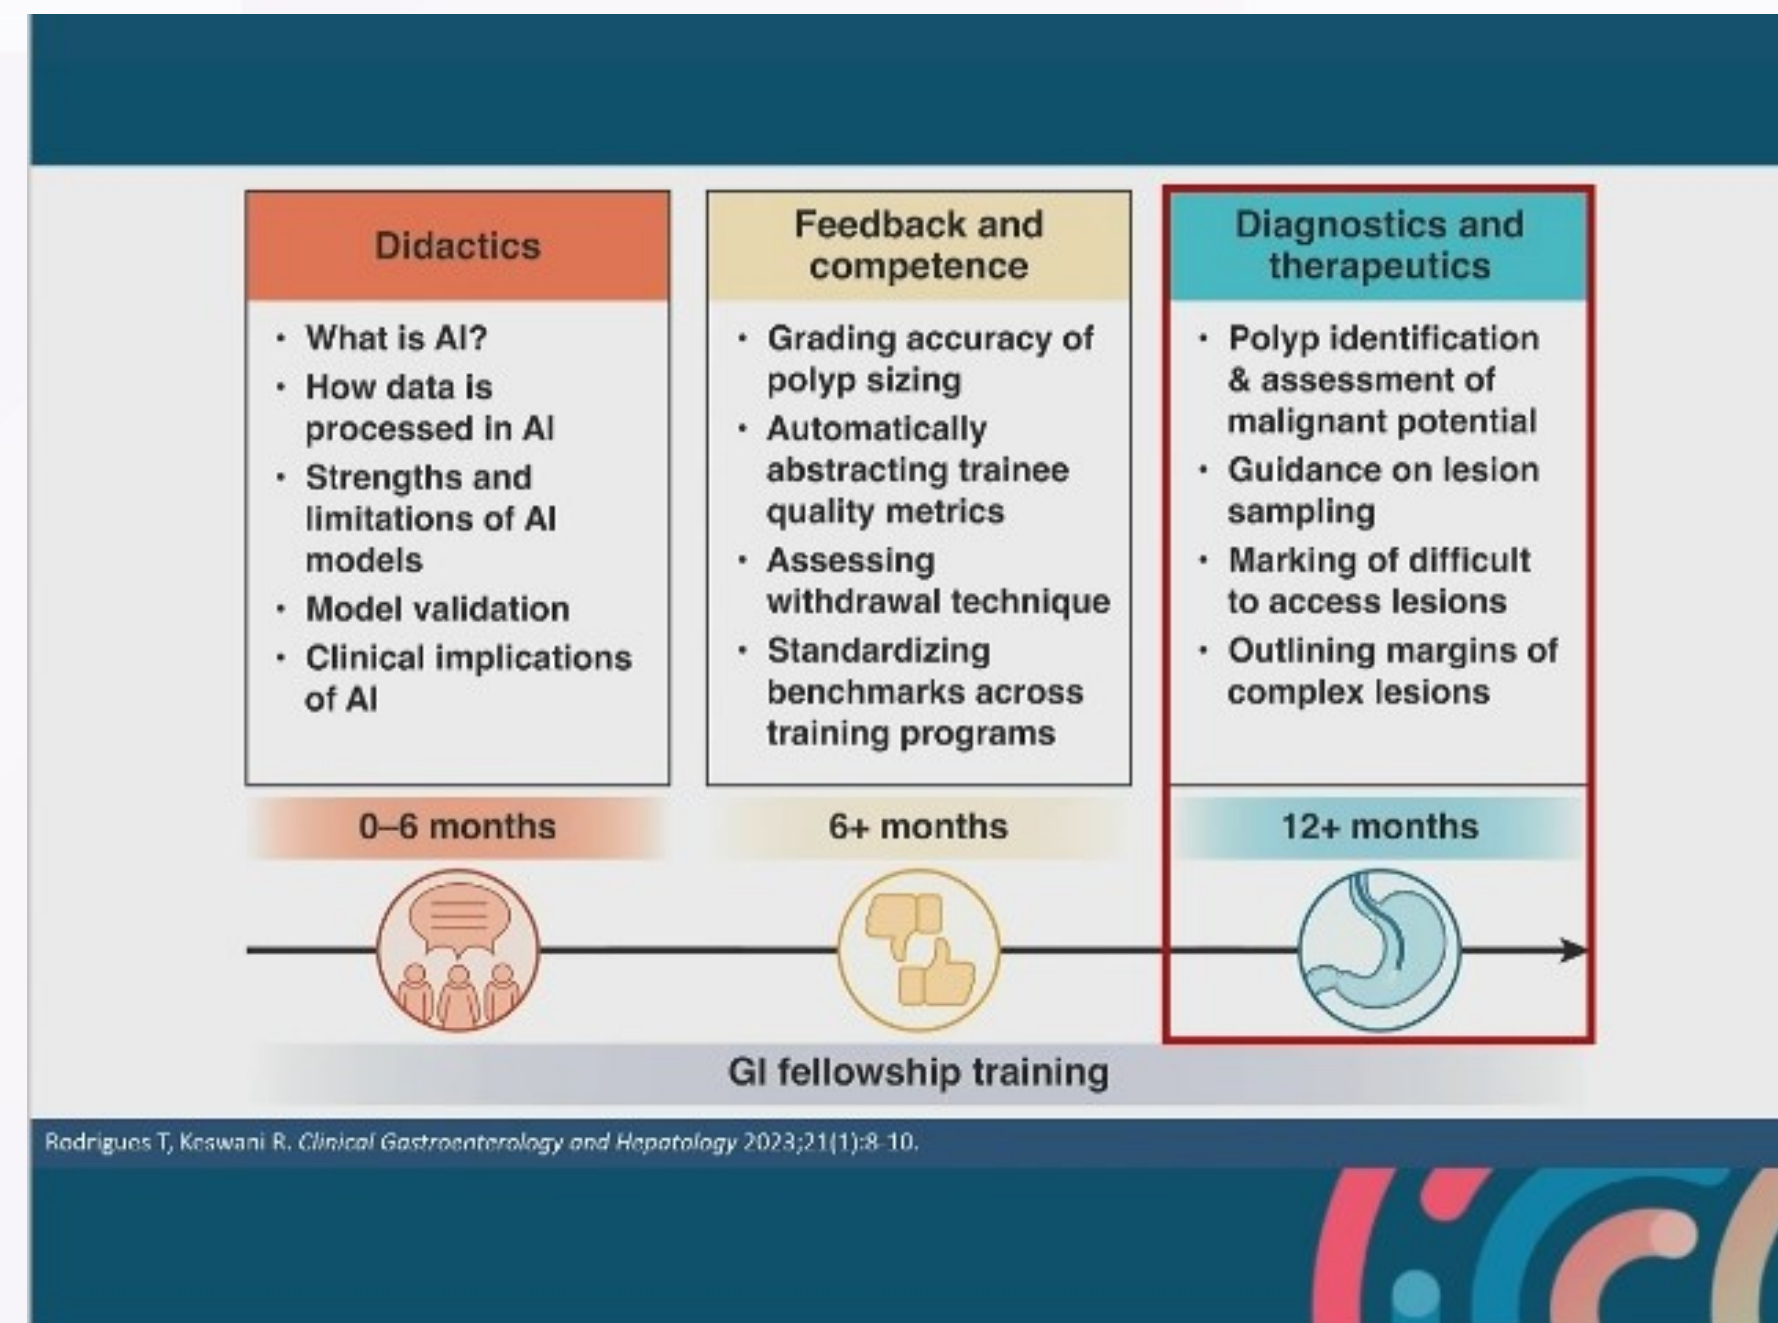 Didactics
• What is AI?
• How data is
processed in AI
• Strengths and
limitations of AI
models
• Model validation
• Clinical implications
of AI
0–6 months
Feedback and
competence
• Grading accuracy of
polyp sizing
• Automatically
abstracting trainee
quality metrics
• Assessing
withdrawal technique
• Standardizing
benchmarks across
training programs
6+ months
Diagnostics and
therapeutics
• Polyp identification
& assessment of
malignant potential
• Guidance on lesion
sampling
• Marking of difficult
to access lesions
• Outlining margins of
complex lesions
12+ months
GI fellowship training
Rodrigues T, Keswani R. Clinical Gastroenterology and Hepatology 2023;21(1):8-10.